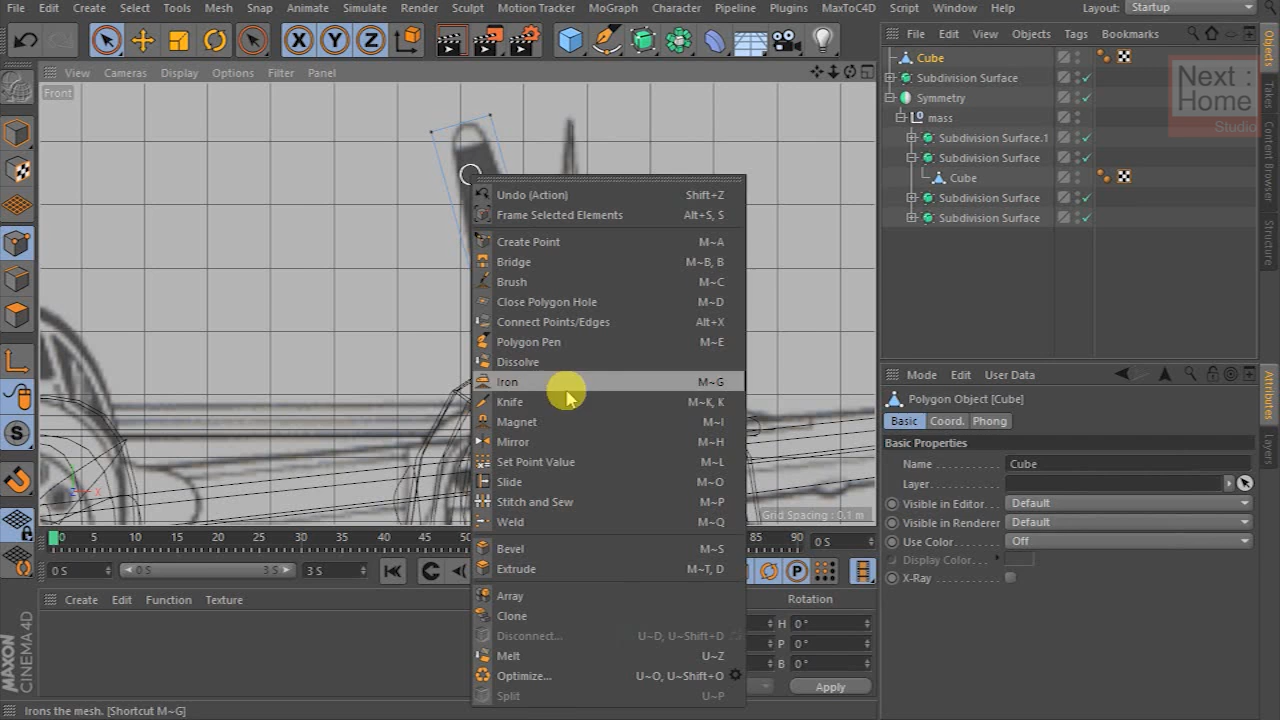 File Edit Create Select Tools Mesh Snap Animate Simulate Render Sculpt Motion Tracker MoGraph Character Pipeline Plugins MaxToC4D Script Window Help Layout: Startup
X Y Z
View Cameras Display Options Filter Panel
Front
File Edit View Objects Tags Bookmarks
Cube
Subdivision Surface
Symmetry
mass
Subdivision Surface.1
Subdivision Surface
Cube
Subdivision Surface
Subdivision Surface
Next :
Home
Studio
Objects
Takes
Content Browser
Structure
Undo (Action) Shift+Z
Frame Selected Elements Alt+S, S
Create Point M~A
Bridge M~B, B
Brush M~C
Close Polygon Hole M~D
Connect Points/Edges Alt+X
Polygon Pen M~E
Dissolve
Iron M~G
Knife M~K, K
Magnet M~I
Mirror M~H
Set Point Value M~L
Slide M~O
Stitch and Sew M~P
Weld M~Q
Bevel M~S
Extrude M~T, D
Array
Clone
Disconnect... U~D, U~Shift+D
Melt U~Z
Optimize... U~O, U~Shift+O
Split U~P
Mode Edit User Data
Polygon Object [Cube]
Basic Coord. Phong
Basic Properties
Name Cube
Layer
Visible in Editor Default
Visible in Renderer Default
Use Color Off
Display Color
X-Ray
Attributes
Layers
X
Z
Grid Spacing : 0.1 m
0 5 10 15 20 25 30 35 40 45 50 85 90 0 S
0 S 0 S 3 S 3 S
P
Create Edit Function Texture
Rotation
H 0 °
P 0 °
B 0 °
Apply
MAXON
CINEMA 4D
Irons the mesh. [Shortcut M~G]